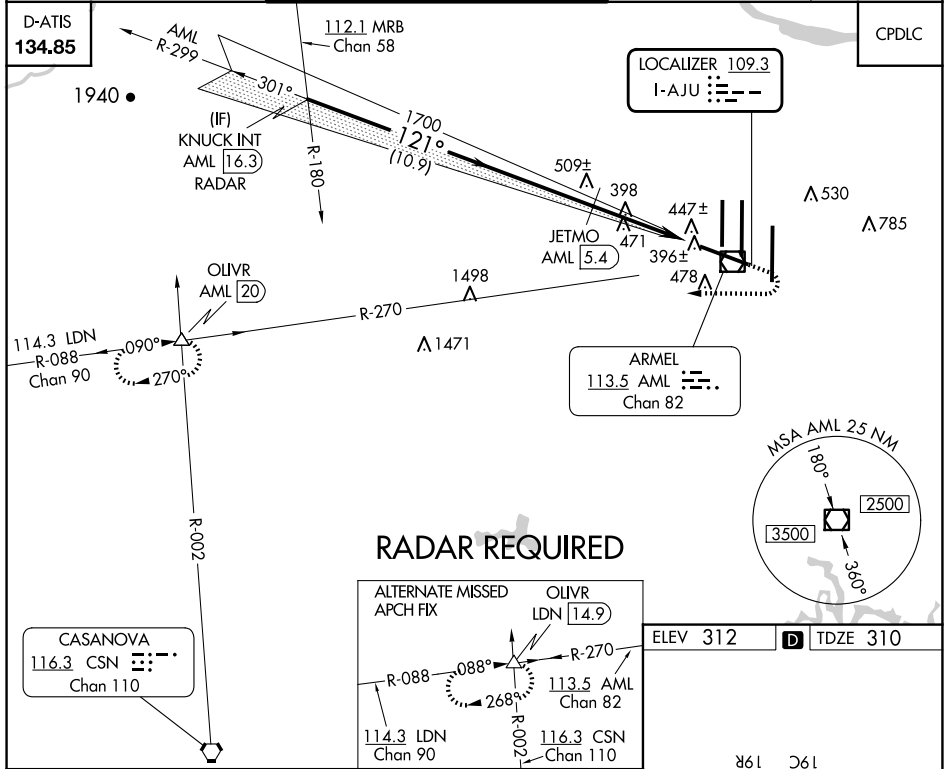 D-ATIS
134.85
AML
R-299
112.1 MRB
Chan 58
CPDLC
LOCALIZER 109.3
I-AJU
1940
301°
(IF)
KNUCK INT
AML 16.3
RADAR
1700
121°
(10.9)
R-180
509±
398
447±
530
785
JETMO
AML 5.4
471
396±
478
OLIVR
AML 20
1498
R-270
1471
114.3 LDN
R-088
Chan 90
090°
270°
ARMEL
113.5 AML
Chan 82
MSA AML 25 NM
180°
2500
3500
360°
R-002
RADAR REQUIRED
CASANOVA
116.3 CSN
Chan 110
ALTERNATE MISSED
APCH FIX
OLIVR
LDN 14.9
R-088
088°
R-270
268°
113.5 AML
Chan 82
R-002
114.3 LDN
Chan 90
116.3 CSN
Chan 110
ELEV 312
D
TDZE 310
19R
19C